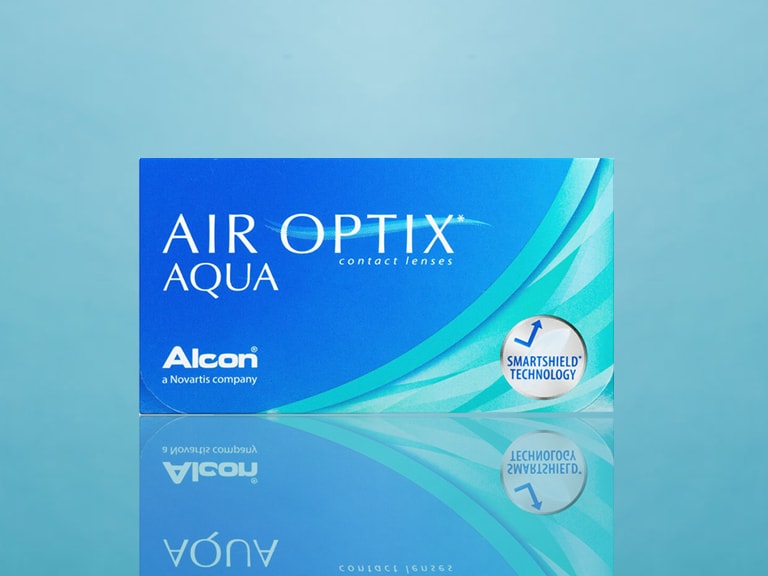 AIR OPTIX*
contact lenses
AQUA
Alcon®
a Novartis company
SMARTSHIELD*
TECHNOLOGY